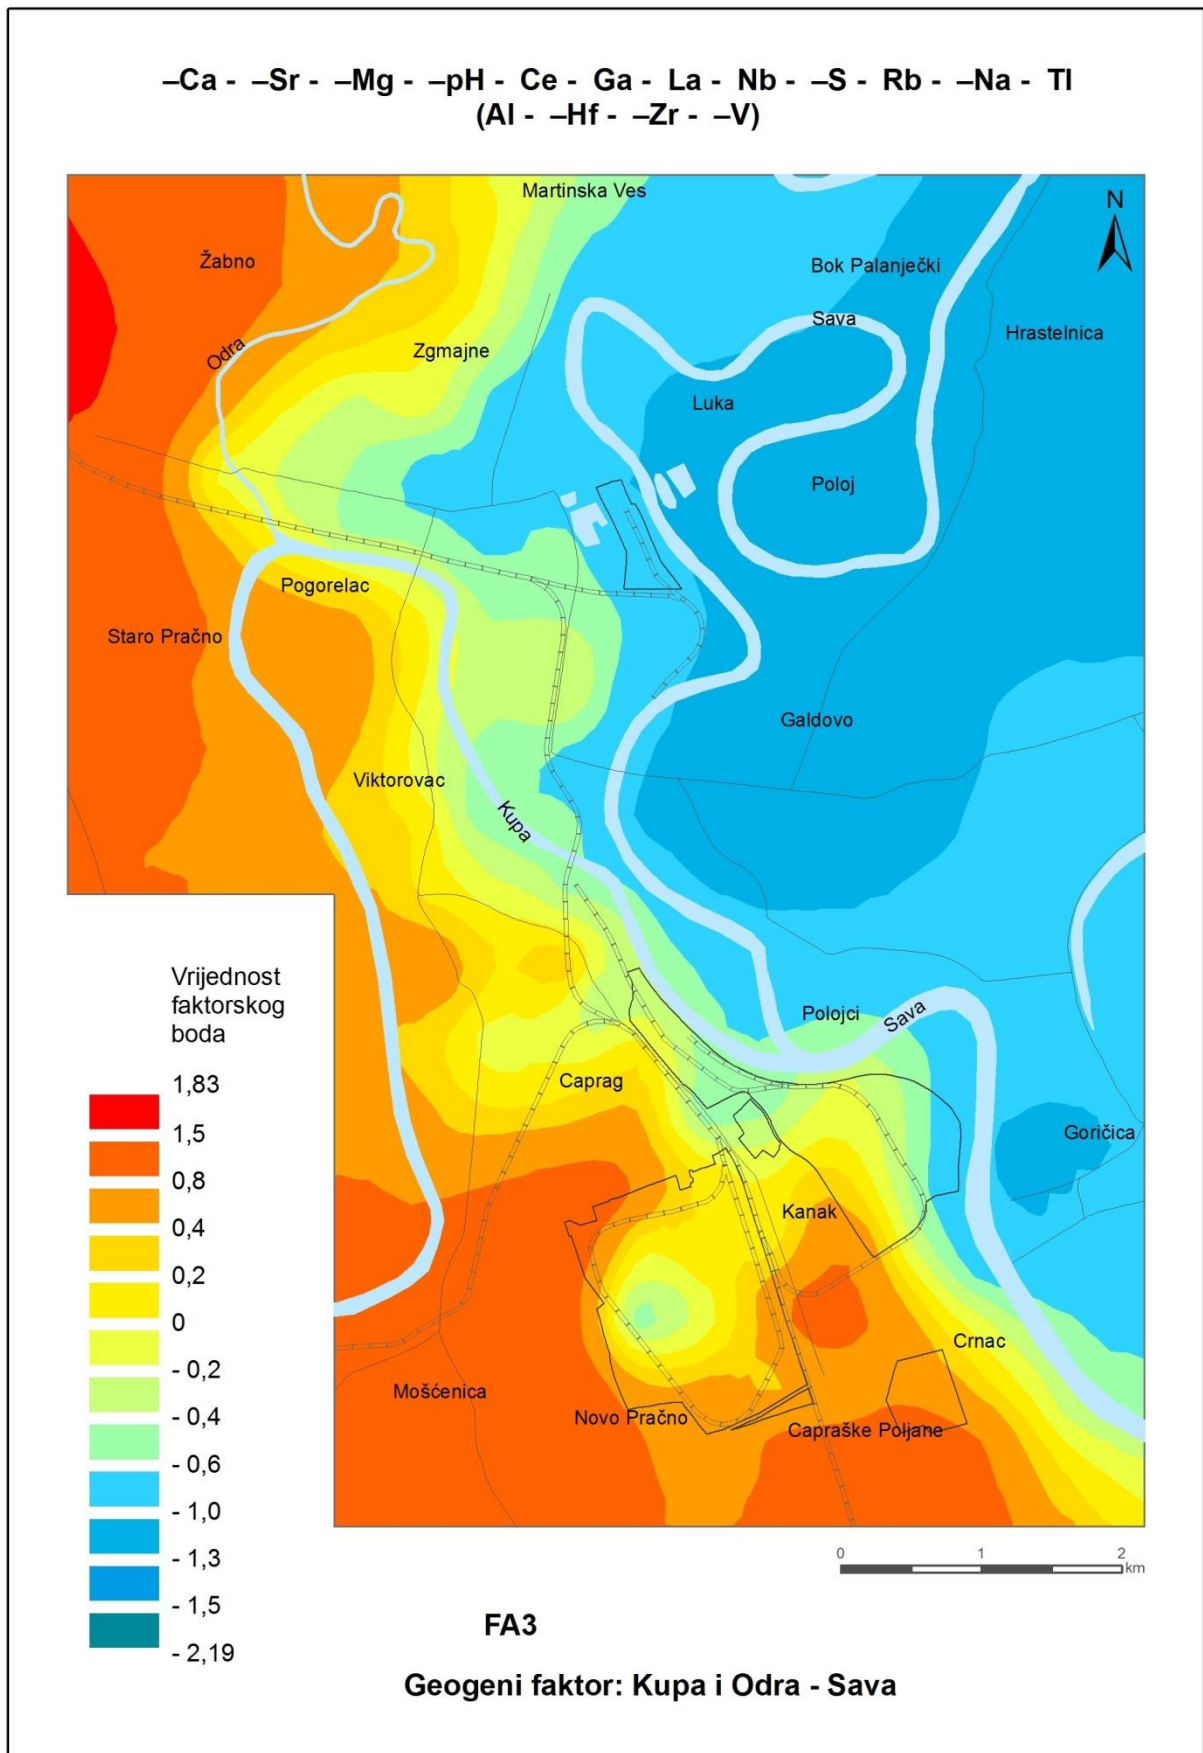 –Ca - –Sr - –Mg - –pH - Ce - Ga - La - Nb - –S - Rb - –Na - Tl
(Al - –Hf - –Zr - –V)
Martinska Ves
N
Žabno
Bok Palanječki
Sava
Hrastelnica
Odra
Zgmajne
Luka
Poloj
Pogorelac
Staro Pračno
Galdovo
Viktorovac
Kupa
Vrijednost
faktorskog
boda
Polojci
Sava
Caprag
1,83
1,5
Goričica
0,8
Kanak
0,4
0,2
0
Crnac
- 0,2
Mošćenica
- 0,4
Novo Pračno
Capraške Poljane
- 0,6
- 1,0
- 1,3
0 1 2
km
- 1,5
- 2,19
FA3
Geogeni faktor: Kupa i Odra - Sava